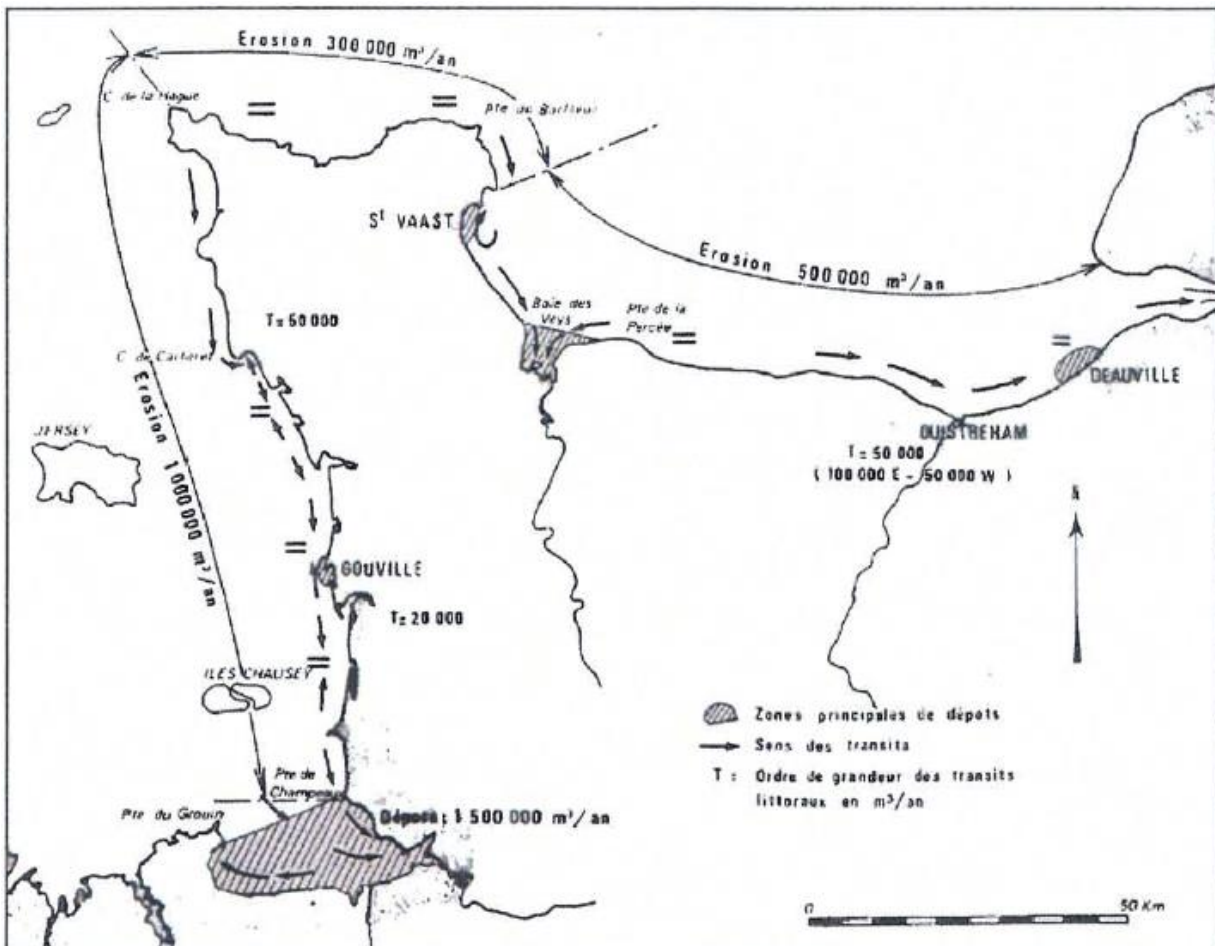 Erosion 300 000 m³/an
C. de la Hague
Pte de Barfleur
Sᵗ VAAST
Erosion 500 000 m³/an
T= 50 000
Baie des
Veys
Pte de la
Percée
C. de Carteret
Erosion 1 000 000 m³/an
DEAUVILLE
JERSEY
OUISTREHAM
T= 50 000
( 100 000 E - 50 000 W )
N
GOUVILLE
T= 20 000
ILES CHAUSEY
Zones principales de dépots
Sens des transits
T : Ordre de grandeur des transits
littoraux en m³/an
Pte de
Champeaux
Pte du Grouin
Dépots : 1 500 000 m³/an
0
50 Km